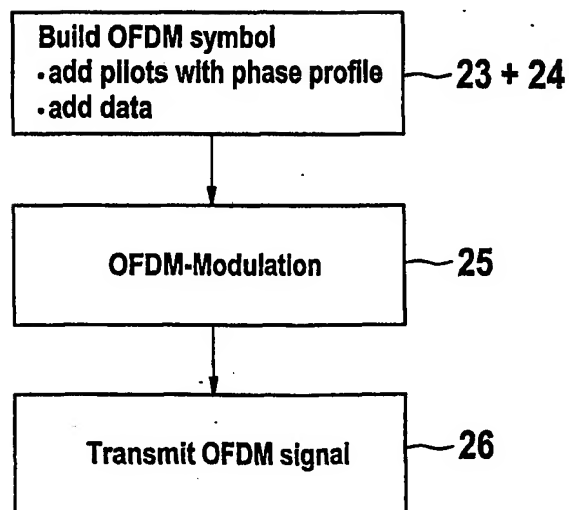 Build OFDM symbol
•add pilots with phase profile
•add data
23 + 24
OFDM-Modulation
25
Transmit OFDM signal
26